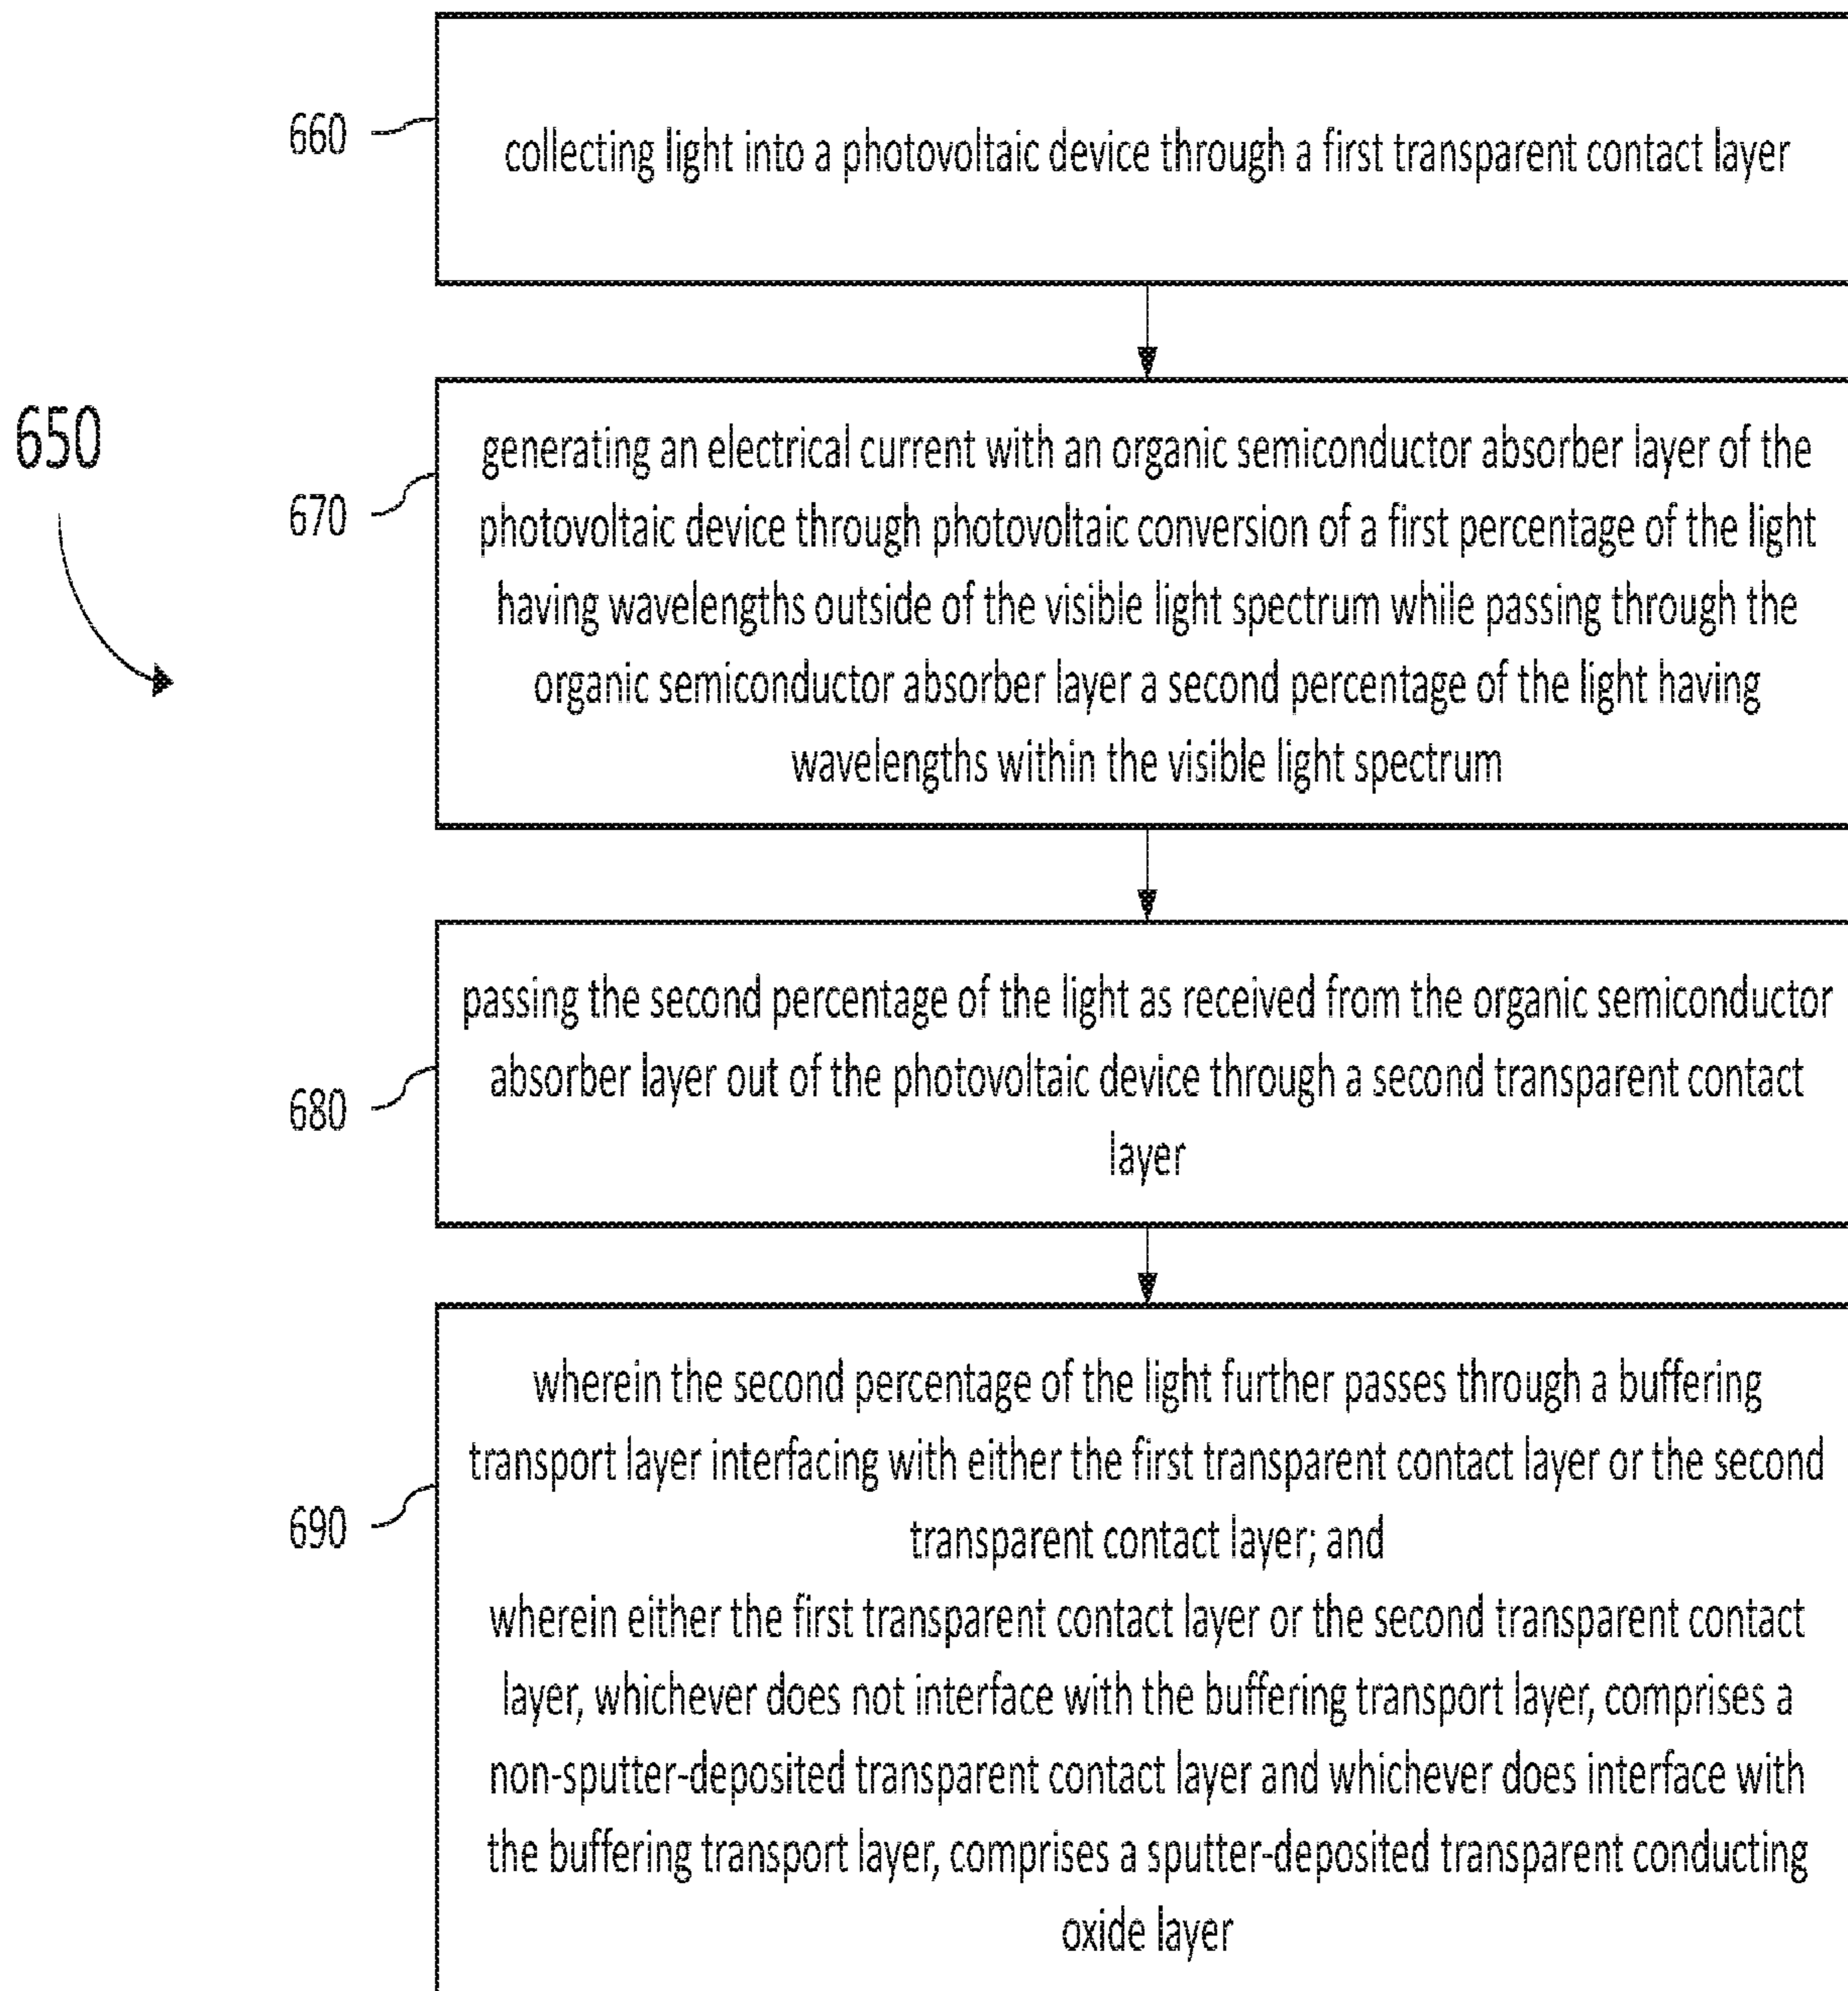 660
collecting light into a photovoltaic device through a first transparent contact layer
650
670
generating an electrical current with an organic semiconductor absorber layer of the
photovoltaic device through photovoltaic conversion of a first percentage of the light
having wavelengths outside of the visible light spectrum while passing through the
organic semiconductor absorber layer a second percentage of the light having
wavelengths within the visible light spectrum
680
passing the second percentage of the light as received from the organic semiconductor
absorber layer out of the photovoltaic device through a second transparent contact
layer
690
wherein the second percentage of the light further passes through a buffering
transport layer interfacing with either the first transparent contact layer or the second
transparent contact layer; and
wherein either the first transparent contact layer or the second transparent contact
layer, whichever does not interface with the buffering transport layer, comprises a
non-sputter-deposited transparent contact layer and whichever does interface with
the buffering transport layer, comprises a sputter-deposited transparent conducting
oxide layer